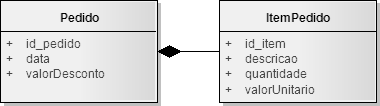 Pedido
+ id_pedido
+ data
+ valorDesconto
ItemPedido
+ id_item
+ descricao
+ quantidade
+ valorUnitario